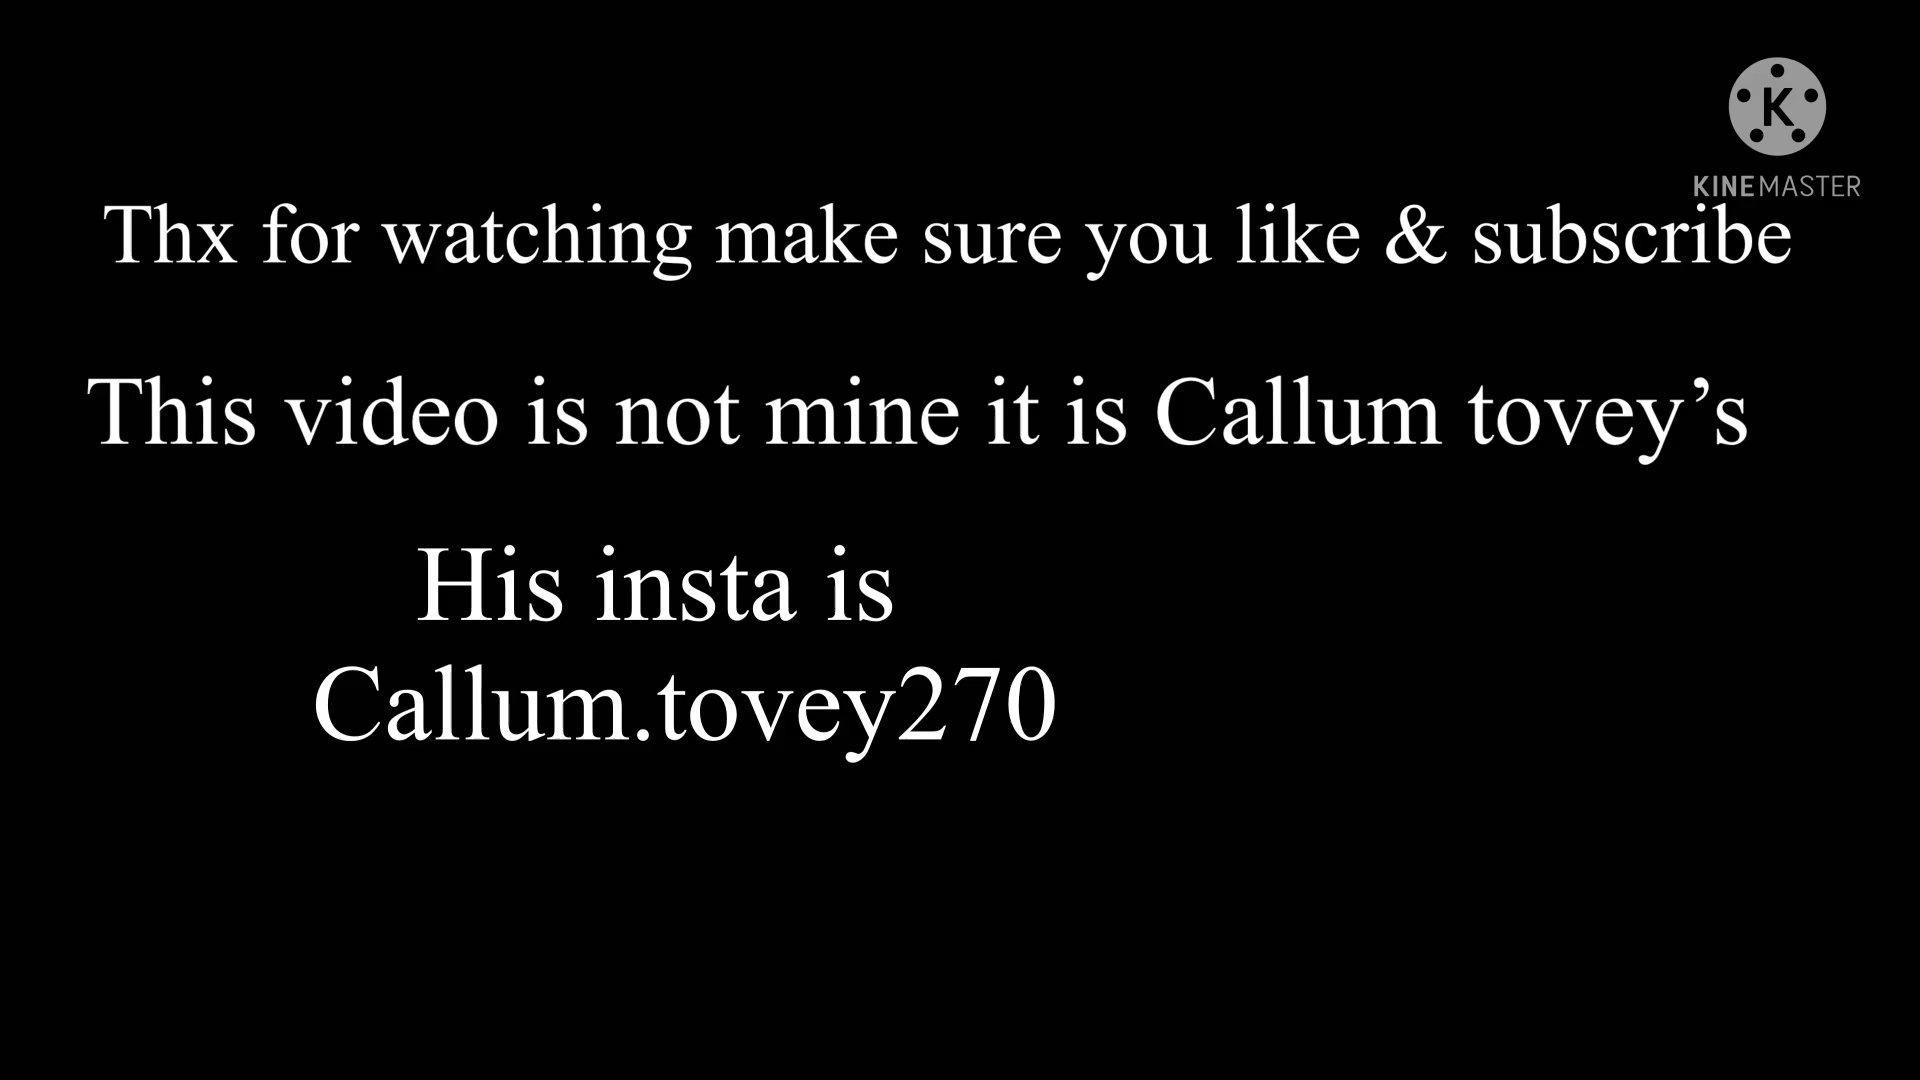 K
KINEMASTER
Thx for watching make sure you like & subscribe
This video is not mine it is Callum tovey’s
His insta is
Callum.tovey270